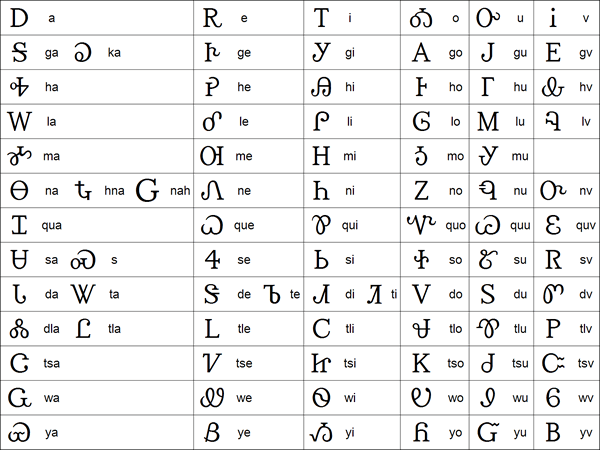 Ꭰ a Ꭱ e Ꭲ i Ꭳ o Ꭴ u Ꭵ v
Ꭶ ga Ꭷ ka Ꭸ ge Ꭹ gi Ꭺ go Ꭻ gu Ꭼ gv
Ꭽ ha Ꭾ he Ꭿ hi Ꮀ ho Ꮁ hu Ꮂ hv
Ꮃ la Ꮄ le Ꮅ li Ꮆ lo Ꮇ lu Ꮈ lv
Ꮉ ma Ꮊ me Ꮋ mi Ꮌ mo Ꮍ mu
Ꮎ na Ꮏ hna Ꮐ nah Ꮑ ne Ꮒ ni Ꮓ no Ꮔ nu Ꮕ nv
Ꮖ qua Ꮗ que Ꮘ qui Ꮙ quo Ꮚ quu Ꮛ quv
Ꮜ sa Ꮝ s Ꮞ se Ꮟ si Ꮠ so Ꮡ su Ꮢ sv
Ꮣ da Ꮤ ta Ꮥ de Ꮦ te Ꮧ di Ꮨ ti Ꮩ do Ꮪ du Ꮫ dv
Ꮬ dla Ꮭ tla Ꮮ tle Ꮯ tli Ꮰ tlo Ꮱ tlu Ꮲ tlv
Ꮳ tsa Ꮴ tse Ꮵ tsi Ꮶ tso Ꮷ tsu Ꮸ tsv
Ꮹ wa Ꮺ we Ꮻ wi Ꮼ wo Ꮽ wu Ꮾ wv
Ꮿ ya Ᏸ ye Ᏹ yi Ᏺ yo Ᏻ yu Ᏼ yv